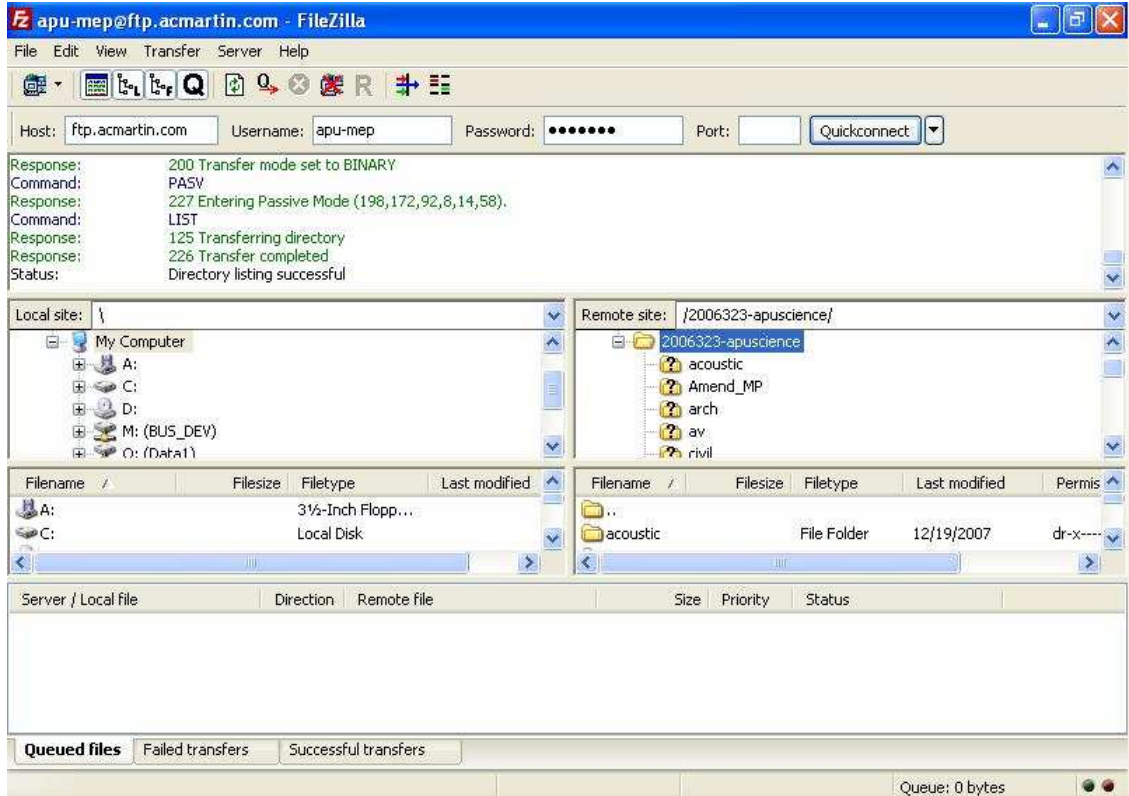 apu-mep@ftp.acmartin.com - FileZilla
File Edit View Transfer Server Help
Host: ftp.acmartin.com Username: apu-mep Password: ●●●●●●● Port: Quickconnect
Response: 200 Transfer mode set to BINARY
Command: PASV
Response: 227 Entering Passive Mode (198,172,92,8,14,58).
Command: LIST
Response: 125 Transferring directory
Response: 226 Transfer completed
Status: Directory listing successful
Local site: \
My Computer
A:
C:
D:
M: (BUS_DEV)
O: (Data1)
Remote site: /2006323-apuscience/
2006323-apuscience
acoustic
Amend_MP
arch
av
civil
Filename / Filesize Filetype Last modified
A: 3½-Inch Flopp...
C: Local Disk
Filename / Filesize Filetype Last modified Permis
..
acoustic File Folder 12/19/2007 dr-x----
Server / Local file Direction Remote file Size Priority Status
Queued files Failed transfers Successful transfers
Queue: 0 bytes